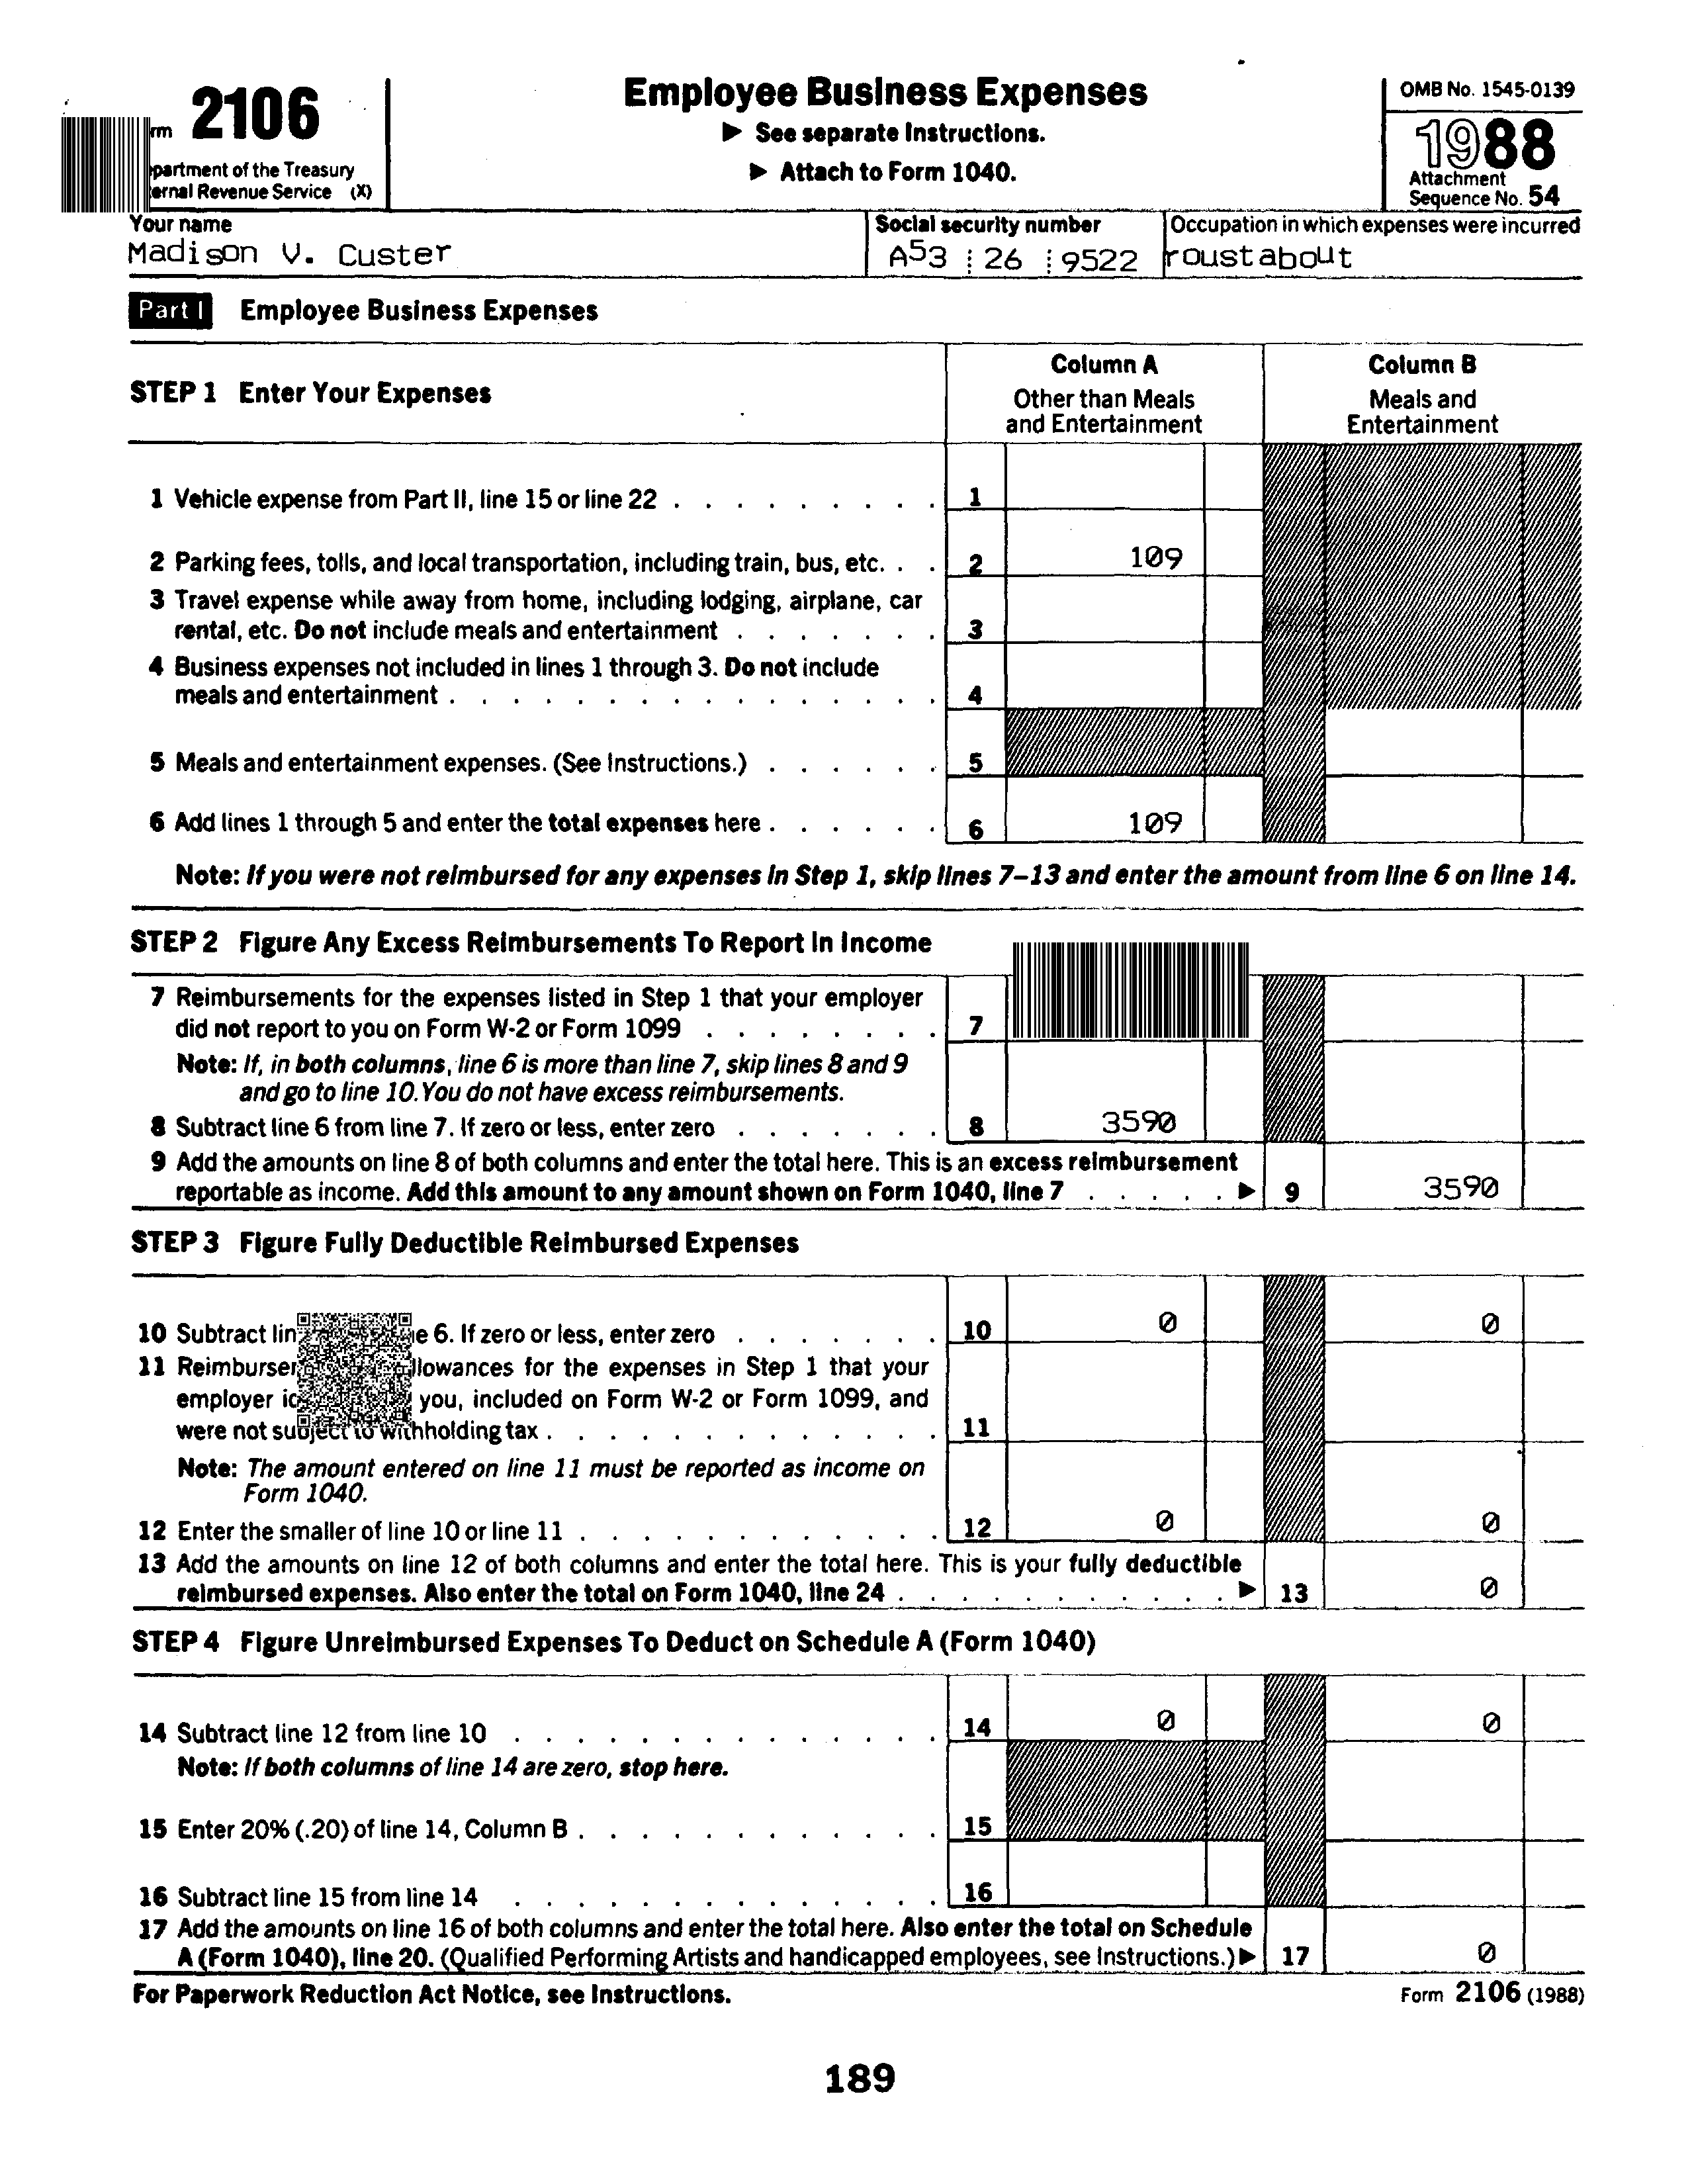 2106
Employee Business Expenses
▶ See separate Instructions.
▶ Attach to Form 1040.
OMB No. 1545-0139
1988
Attachment
Sequence No. 54
of the Treasury
Revenue Service (X)
Your name
Madison V. Custer
Social security number
A53 26 9522
Occupation in which expenses were incurred
roustabout
Part I Employee Business Expenses
STEP 1 Enter Your Expenses
Column A
Other than Meals
and Entertainment
Column B
Meals and
Entertainment
1 Vehicle expense from Part II, line 15 or line 22 . . . . . . . . . 1
2 Parking fees, tolls, and local transportation, including train, bus, etc. . . 2 109
3 Travel expense while away from home, including lodging, airplane, car
rental, etc. Do not include meals and entertainment . . . . . . . 3
4 Business expenses not included in lines 1 through 3. Do not include
meals and entertainment . . . . . . . . . . . . . . . . 4
5 Meals and entertainment expenses. (See Instructions.) . . . . . . 5
6 Add lines 1 through 5 and enter the total expenses here . . . . . . 6 109
Note: If you were not reimbursed for any expenses in Step 1, skip lines 7–13 and enter the amount from line 6 on line 14.
STEP 2 Figure Any Excess Reimbursements To Report In Income
7 Reimbursements for the expenses listed in Step 1 that your employer
did not report to you on Form W-2 or Form 1099 . . . . . . . . 7
Note: If, in both columns, line 6 is more than line 7, skip lines 8 and 9
and go to line 10. You do not have excess reimbursements.
8 Subtract line 6 from line 7. If zero or less, enter zero . . . . . . . 8 3590
9 Add the amounts on line 8 of both columns and enter the total here. This is an excess reimbursement
reportable as income. Add this amount to any amount shown on Form 1040, line 7 . . . . . ▶ 9 3590
STEP 3 Figure Fully Deductible Reimbursed Expenses
10 Subtract 6. If zero or less, enter zero . . . . . . . 10 0 0
11 for the expenses in Step 1 that your
employer you, included on Form W-2 or Form 1099, and
were not subject to withholding tax . . . . . . . . . . . . . 11
Note: The amount entered on line 11 must be reported as income on
Form 1040.
12 Enter the smaller of line 10 or line 11 . . . . . . . . . . . . 12 0 0
13 Add the amounts on line 12 of both columns and enter the total here. This is your fully deductible
reimbursed expenses. Also enter the total on Form 1040, line 24 . . . . . . . . . . . ▶ 13 0
STEP 4 Figure Unreimbursed Expenses To Deduct on Schedule A (Form 1040)
14 Subtract line 12 from line 10 . . . . . . . . . . . . . . 14 0 0
Note: If both columns of line 14 are zero, stop here.
15 Enter 20% (.20) of line 14, Column B . . . . . . . . . . . . 15
16 Subtract line 15 from line 14 . . . . . . . . . . . . . . 16
17 Add the amounts on line 16 of both columns and enter the total here. Also enter the total on Schedule
A (Form 1040), line 20. (Qualified Performing Artists and handicapped employees, see Instructions.) ▶ 17 0
For Paperwork Reduction Act Notice, see Instructions.
Form 2106 (1988)
189